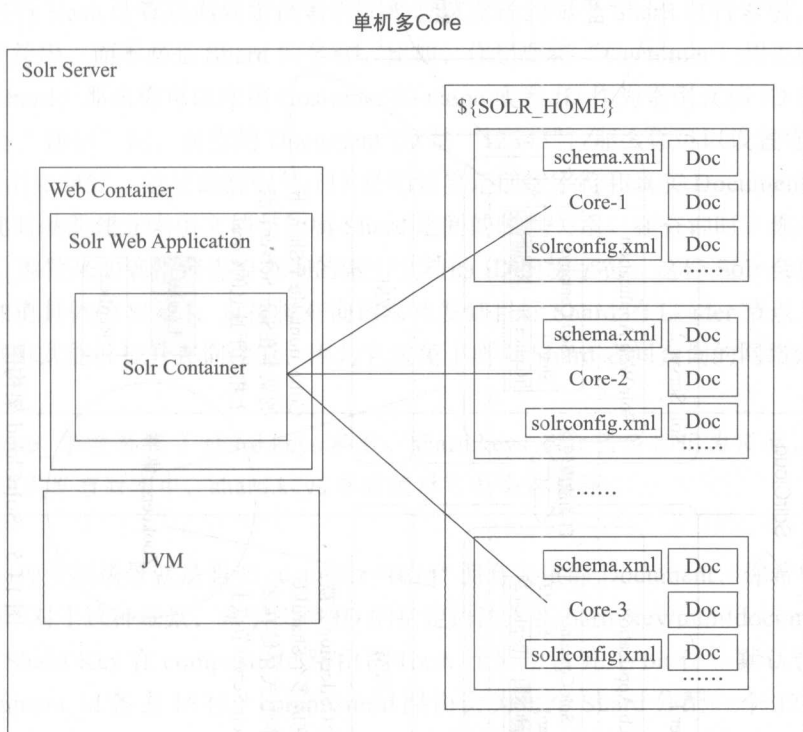 单机多Core
Solr Server
Web Container
Solr Web Application
Solr Container
JVM
${SOLR_HOME}
schema.xml Doc
Core-1 Doc
solrconfig.xml Doc
......
schema.xml Doc
Core-2 Doc
solrconfig.xml Doc
......
......
schema.xml Doc
Core-3 Doc
solrconfig.xml Doc
......